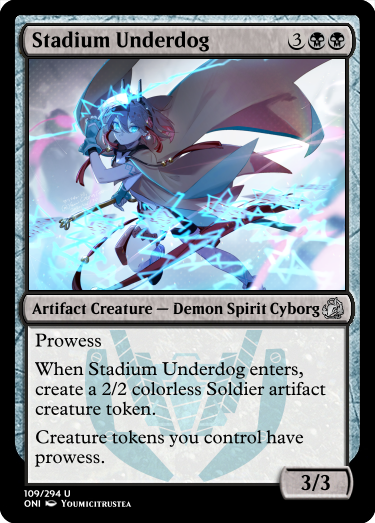 Stadium Underdog 3
Artifact Creature — Demon Spirit Cyborg
Prowess
When Stadium Underdog enters,
create a 2/2 colorless Soldier artifact
creature token.
Creature tokens you control have
prowess.
3/3
109/294 U
ONI Youmicitrustea